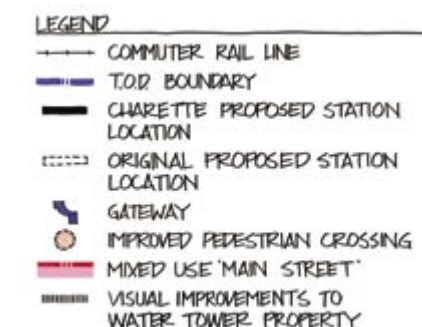 LEGEND
COMMUTER RAIL LINE
T.O.D. BOUNDARY
CHARETTE PROPOSED STATION
LOCATION
ORIGINAL PROPOSED STATION
LOCATION
GATEWAY
IMPROVED PEDESTRIAN CROSSING
MIXED USE 'MAIN STREET'
VISUAL IMPROVEMENTS TO
WATER TOWER PROPERTY